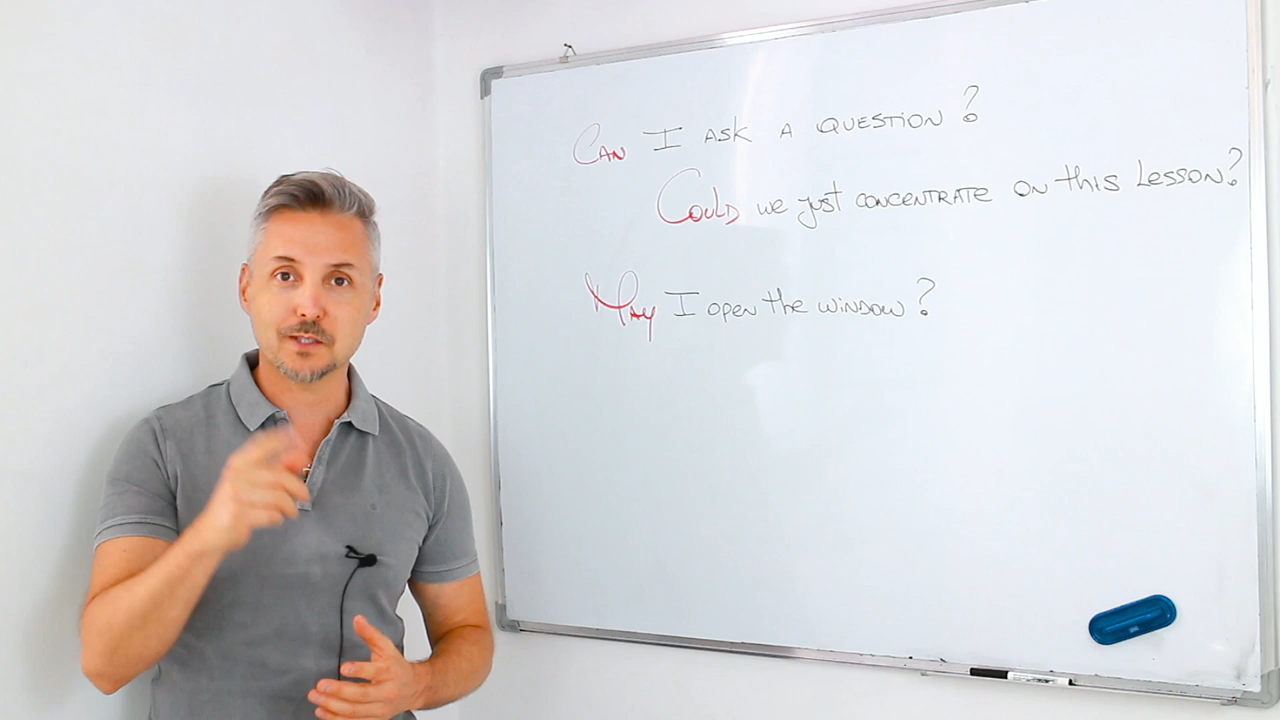 Can I ask a question?
Could we just concentrate on this lesson?
May I open the window?